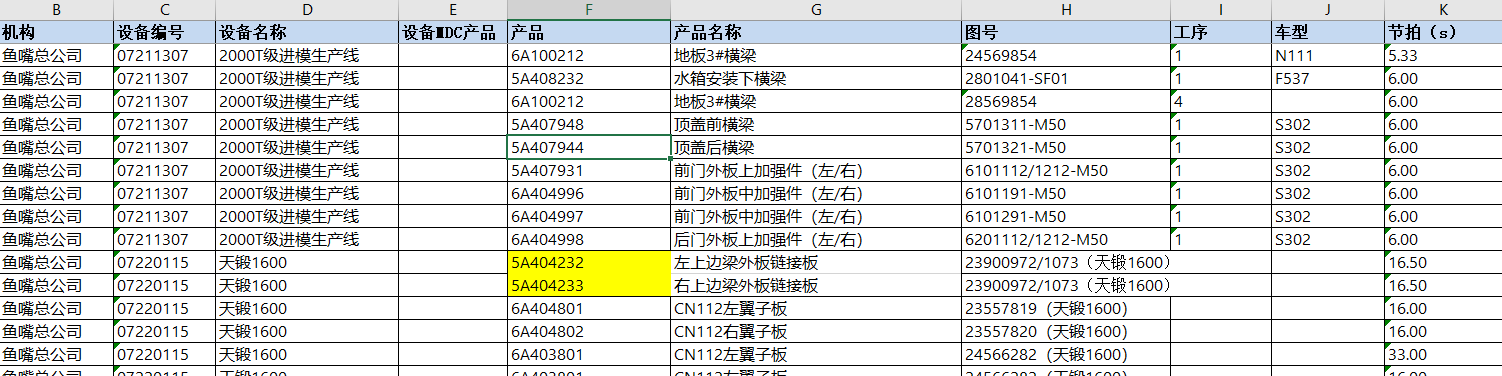 B C D E F G H I J K
机构 设备编号 设备名称 设备MDC产品 产品 产品名称 图号 工序 车型 节拍（s）
鱼嘴总公司 07211307 2000T级进模生产线 6A100212 地板3#横梁 24569854 1 N111 5.33
鱼嘴总公司 07211307 2000T级进模生产线 5A408232 水箱安装下横梁 2801041-SF01 1 F537 6.00
鱼嘴总公司 07211307 2000T级进模生产线 6A100212 地板3#横梁 28569854 4 6.00
鱼嘴总公司 07211307 2000T级进模生产线 5A407948 顶盖前横梁 5701311-M50 1 S302 6.00
鱼嘴总公司 07211307 2000T级进模生产线 5A407944 顶盖后横梁 5701321-M50 1 S302 6.00
鱼嘴总公司 07211307 2000T级进模生产线 5A407931 前门外板上加强件（左/右） 6101112/1212-M50 1 S302 6.00
鱼嘴总公司 07211307 2000T级进模生产线 6A404996 前门外板中加强件（左/右） 6101191-M50 1 S302 6.00
鱼嘴总公司 07211307 2000T级进模生产线 6A404997 前门外板中加强件（左/右） 6101291-M50 1 S302 6.00
鱼嘴总公司 07211307 2000T级进模生产线 6A404998 后门外板上加强件（左/右） 6201112/1212-M50 1 S302 6.00
鱼嘴总公司 07220115 天锻1600 5A404232 左上边梁外板链接板 23900972/1073（天锻1600） 16.50
鱼嘴总公司 07220115 天锻1600 5A404233 右上边梁外板链接板 23900972/1073（天锻1600） 16.50
鱼嘴总公司 07220115 天锻1600 6A404801 CN112左翼子板 23557819（天锻1600） 16.00
鱼嘴总公司 07220115 天锻1600 6A404802 CN112右翼子板 23557820（天锻1600） 16.00
鱼嘴总公司 07220115 天锻1600 6A403801 CN112左翼子板 24566282（天锻1600） 33.00